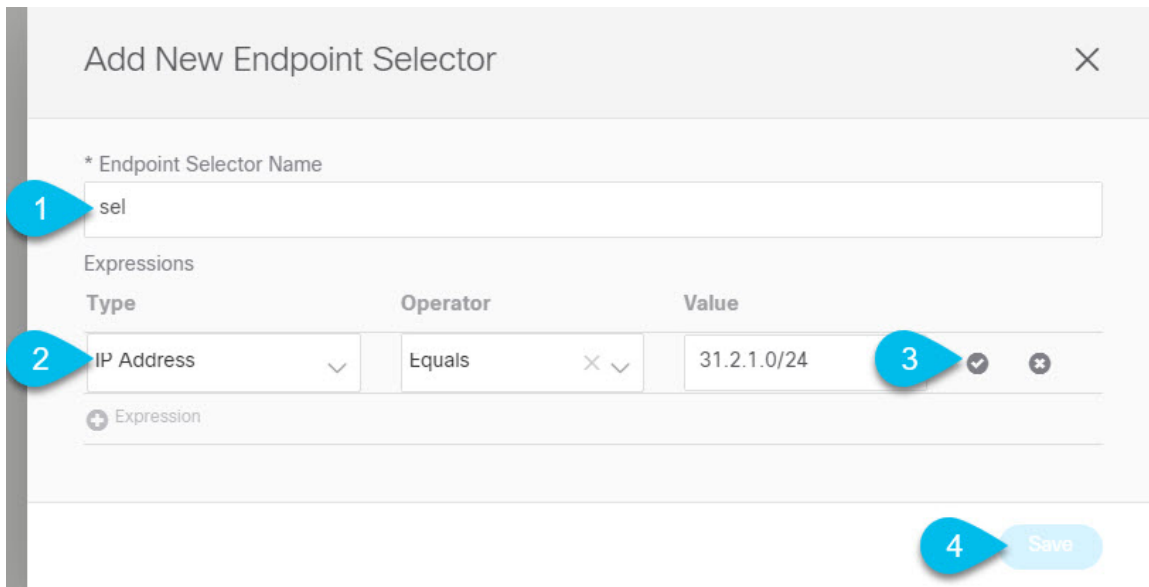 Add New Endpoint Selector
* Endpoint Selector Name
1 sel
Expressions
Type Operator Value
2 IP Address Equals 31.2.1.0/24 3
Expression
4 Save